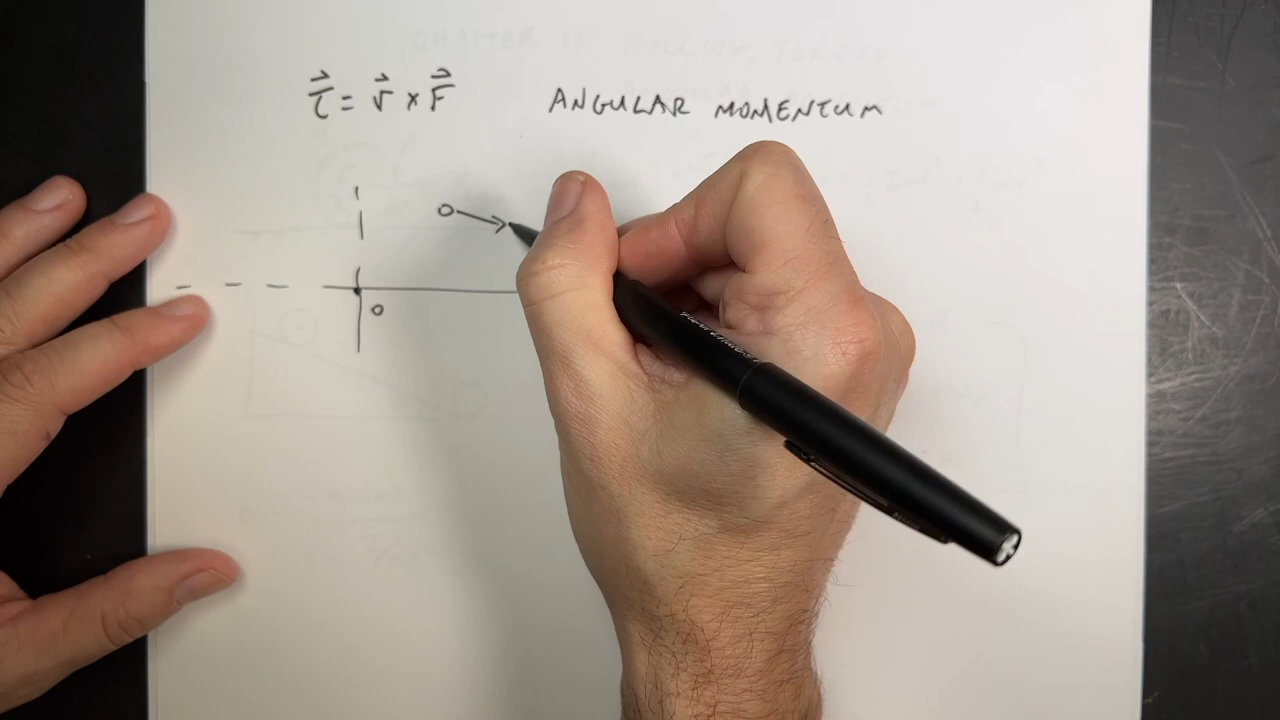 τ⃗ = r⃗ × F⃗ ANGULAR MOMENTUM
O